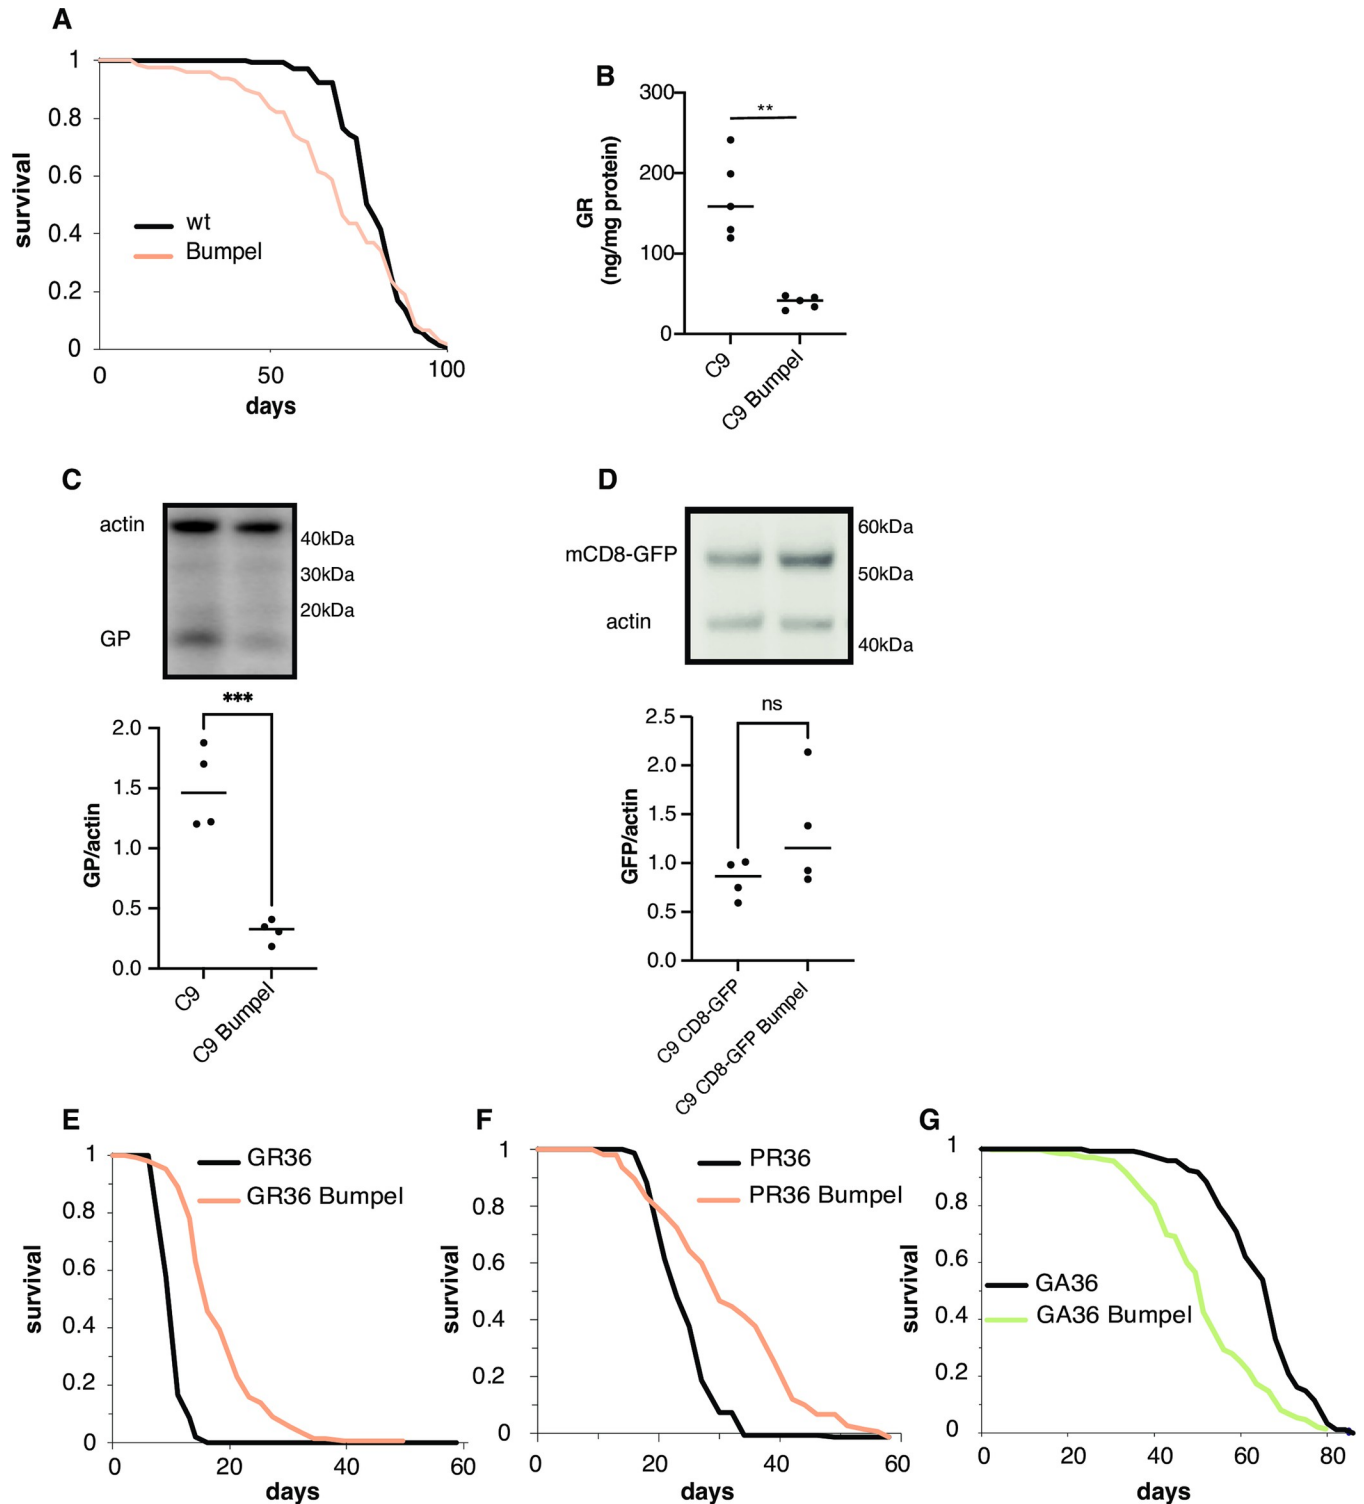 A
1
0.8
0.6
0.4
0.2
0
survival
wt
Bumpel
0
50
100
days
B
300
200
100
0
GR
(ng/mg protein)
**
C9
C9 Bumpel
C
actin
GP
40kDa
30kDa
20kDa
***
2.0
1.5
1.0
0.5
0.0
GP/actin
C9
C9 Bumpel
D
mCD8-GFP
actin
60kDa
50kDa
40kDa
ns
2.5
2.0
1.5
1.0
0.5
0.0
GFP/actin
C9 CD8-GFP
C9 CD8-GFP Bumpel
E
1
0.8
0.6
0.4
0.2
0
survival
GR36
GR36 Bumpel
0
20
40
60
days
F
1
0.8
0.6
0.4
0.2
0
survival
PR36
PR36 Bumpel
0
20
40
60
days
G
1
0.8
0.6
0.4
0.2
0
survival
GA36
GA36 Bumpel
0
20
40
60
80
days